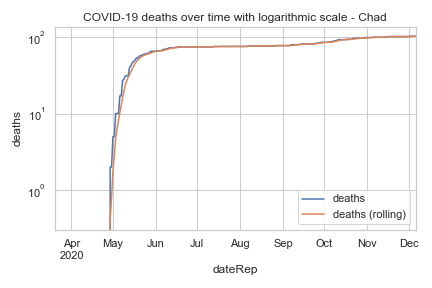 COVID-19 deaths over time with logarithmic scale - Chad
deaths
10²
10¹
10⁰
Apr May Jun Jul Aug Sep Oct Nov Dec
2020
dateRep
deaths
deaths (rolling)